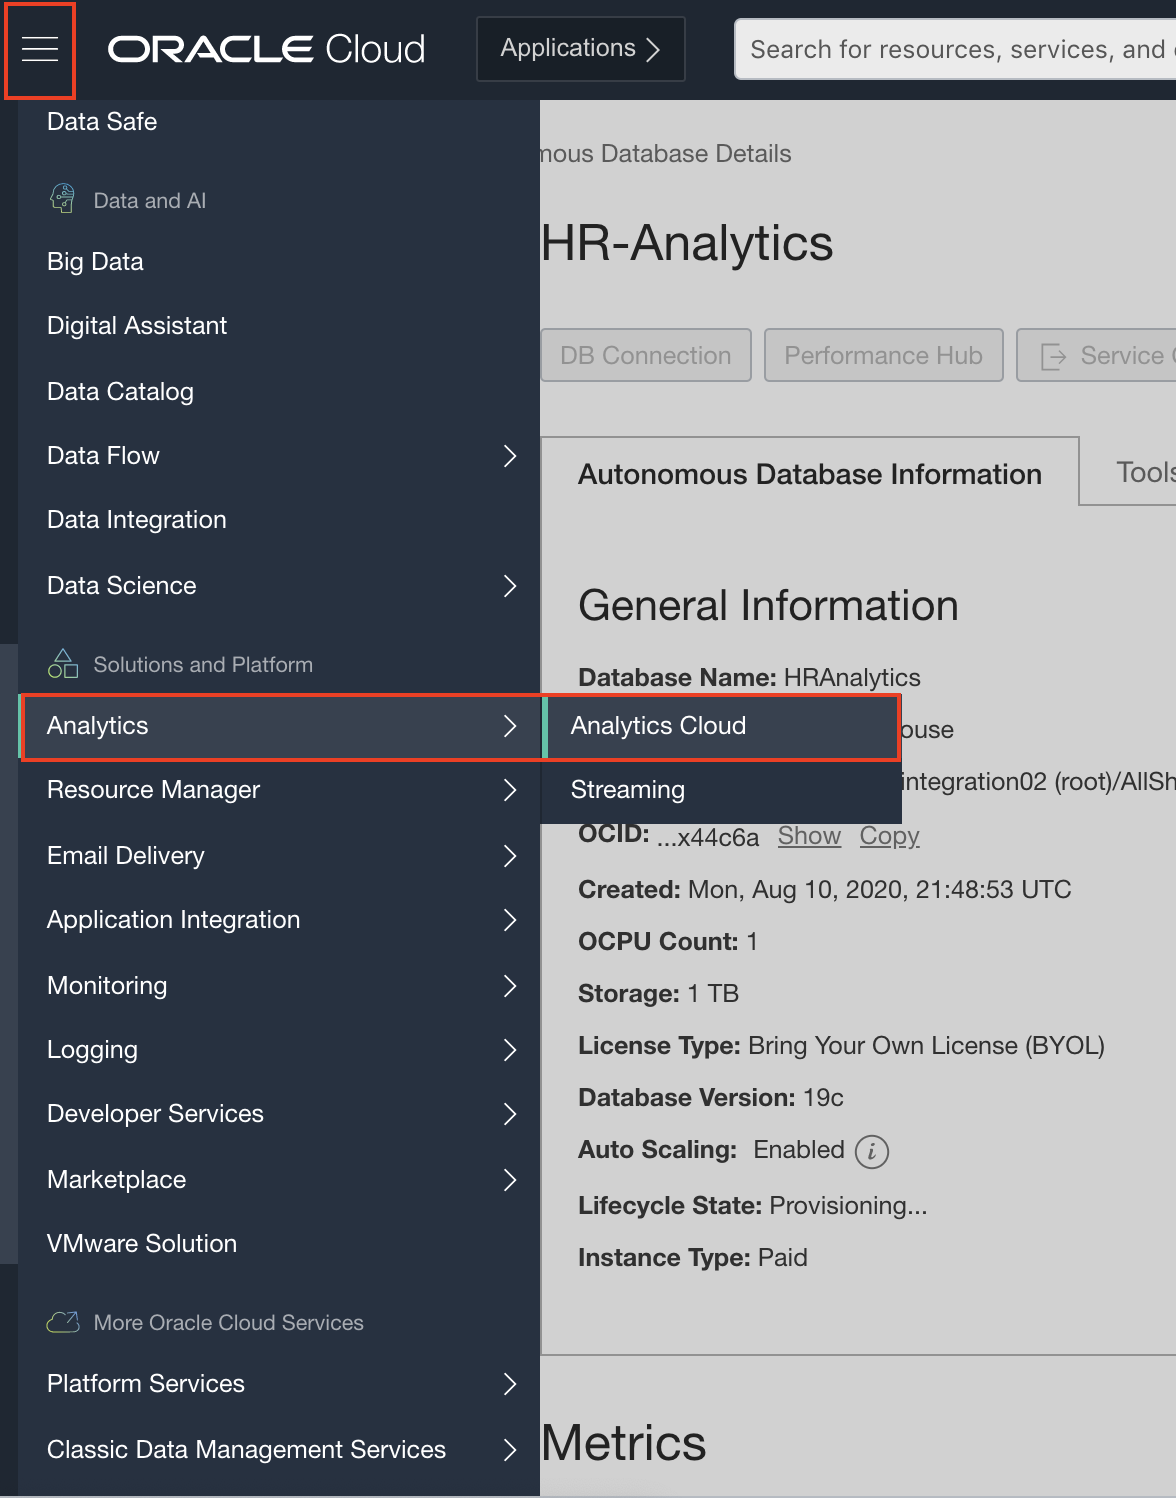 ORACLE Cloud
Applications
Search for resources, services, and
Data Safe
Data and AI
Big Data
Digital Assistant
Data Catalog
Data Flow
Data Integration
Data Science
Solutions and Platform
Analytics
Analytics Cloud
Resource Manager
Streaming
Email Delivery
Application Integration
Monitoring
Logging
Developer Services
Marketplace
VMware Solution
More Oracle Cloud Services
Platform Services
Classic Data Management Services
mous Database Details
HR-Analytics
DB Connection
Performance Hub
Service
Autonomous Database Information
Tools
General Information
Database Name: HRAnalytics
ouse
integration02 (root)/AllSh
OCID: ...x44c6a Show Copy
Created: Mon, Aug 10, 2020, 21:48:53 UTC
OCPU Count: 1
Storage: 1 TB
License Type: Bring Your Own License (BYOL)
Database Version: 19c
Auto Scaling: Enabled i
Lifecycle State: Provisioning...
Instance Type: Paid
Metrics